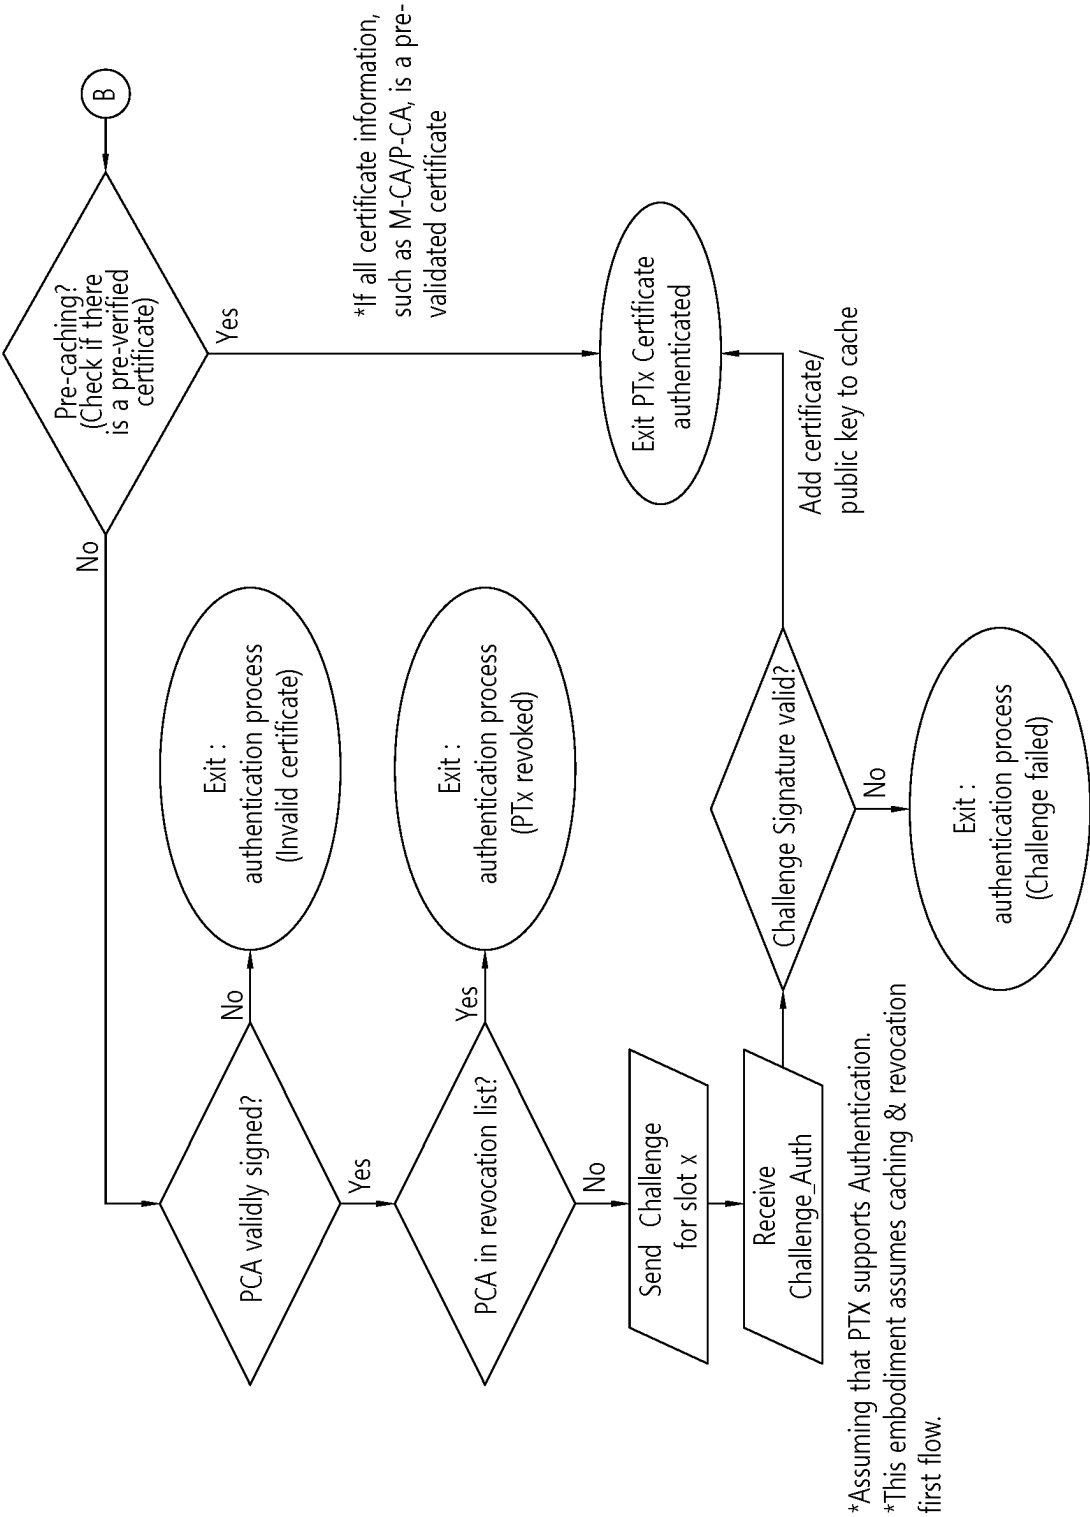 B
Pre-caching?
(Check if there
is a pre-verified
certificate)
No
Yes
*If all certificate information,
such as M-CA/P-CA, is a pre-
validated certificate
PCA validly signed?
No
Exit :
authentication process
(Invalid certificate)
Yes
PCA in revocation list?
Yes
Exit :
authentication process
(PTx revoked)
No
Send Challenge
for slot x
Receive
Challenge_Auth
Challenge Signature valid?
No
Exit :
authentication process
(Challenge failed)
Add certificate/
public key to cache
Exit PTx Certificate
authenticated
*Assuming that PTX supports Authentication.
*This embodiment assumes caching & revocation
first flow.